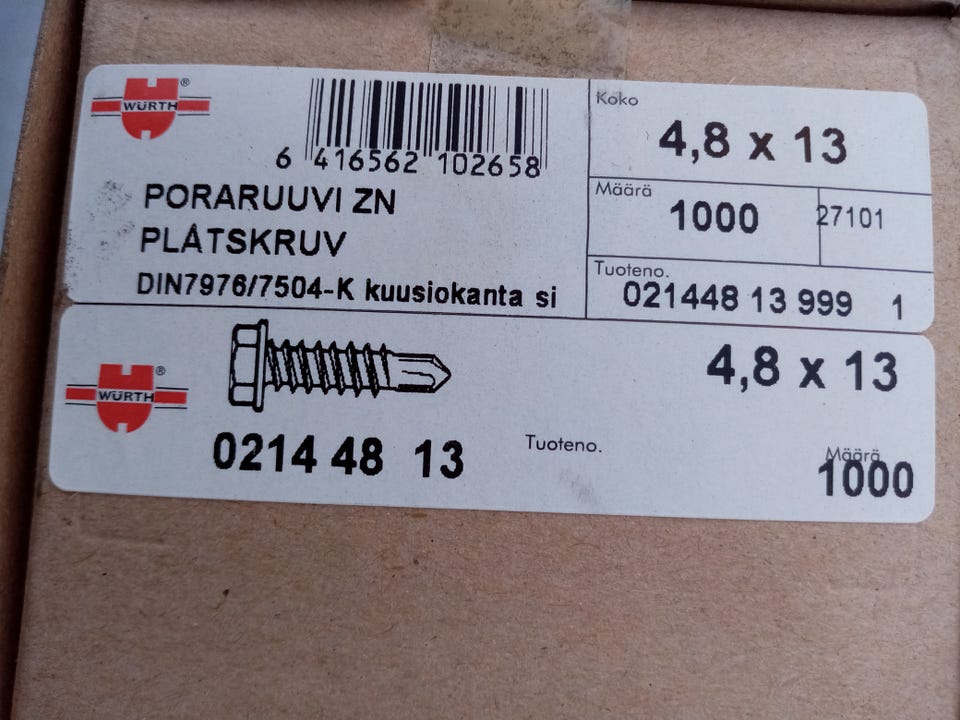 WÜRTH®
6 416562 102658
PORARUUVI ZN
PLÅTSKRUV
DIN7976/7504-K kuusiokanta si
Koko
4,8 x 13
Määrä
1000 27101
Tuoteno.
021448 13 999 1
WÜRTH®
0214 48 13
Tuoteno.
4,8 x 13
Määrä
1000